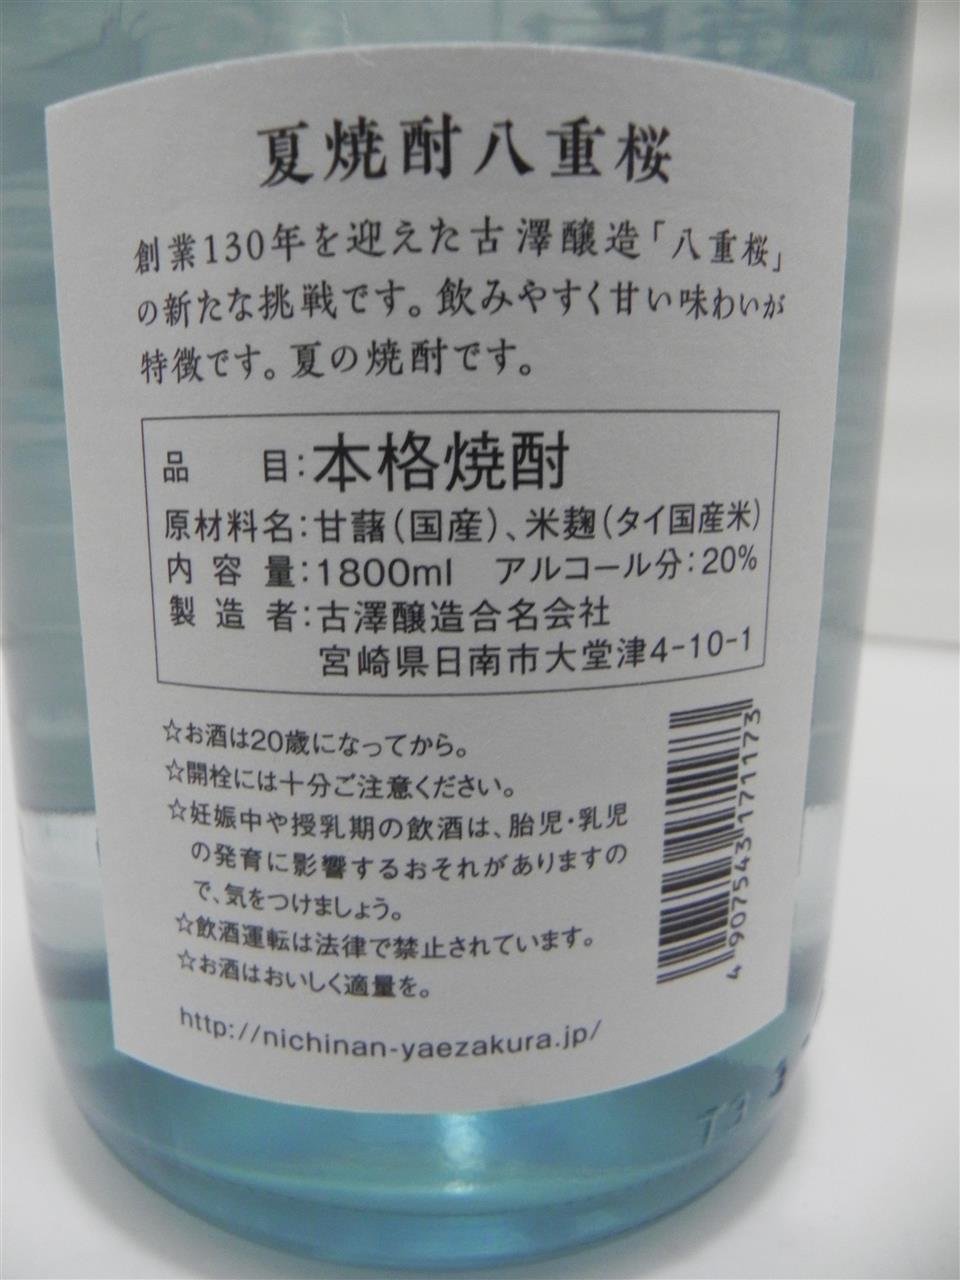 夏焼酎八重桜
創業130年を迎えた古澤醸造「八重桜」
の新たな挑戦です。飲みやすく甘い味わいが
特徴です。夏の焼酎です。
品目:本格焼酎
原材料名:甘藷(国産)、米麹(タイ国産米)
内容量:1800ml アルコール分:20%
製造者:古澤醸造合名会社
宮崎県日南市大堂津4-10-1
☆お酒は20歳になってから。
☆開栓には十分ご注意ください。
☆妊娠中や授乳期の飲酒は、胎児・乳児
の発育に影響するおそれがありますの
で、気をつけましょう。
☆飲酒運転は法律で禁止されています。
☆お酒はおいしく適量を。
http://nichinan-yaezakura.jp/
4907543171173